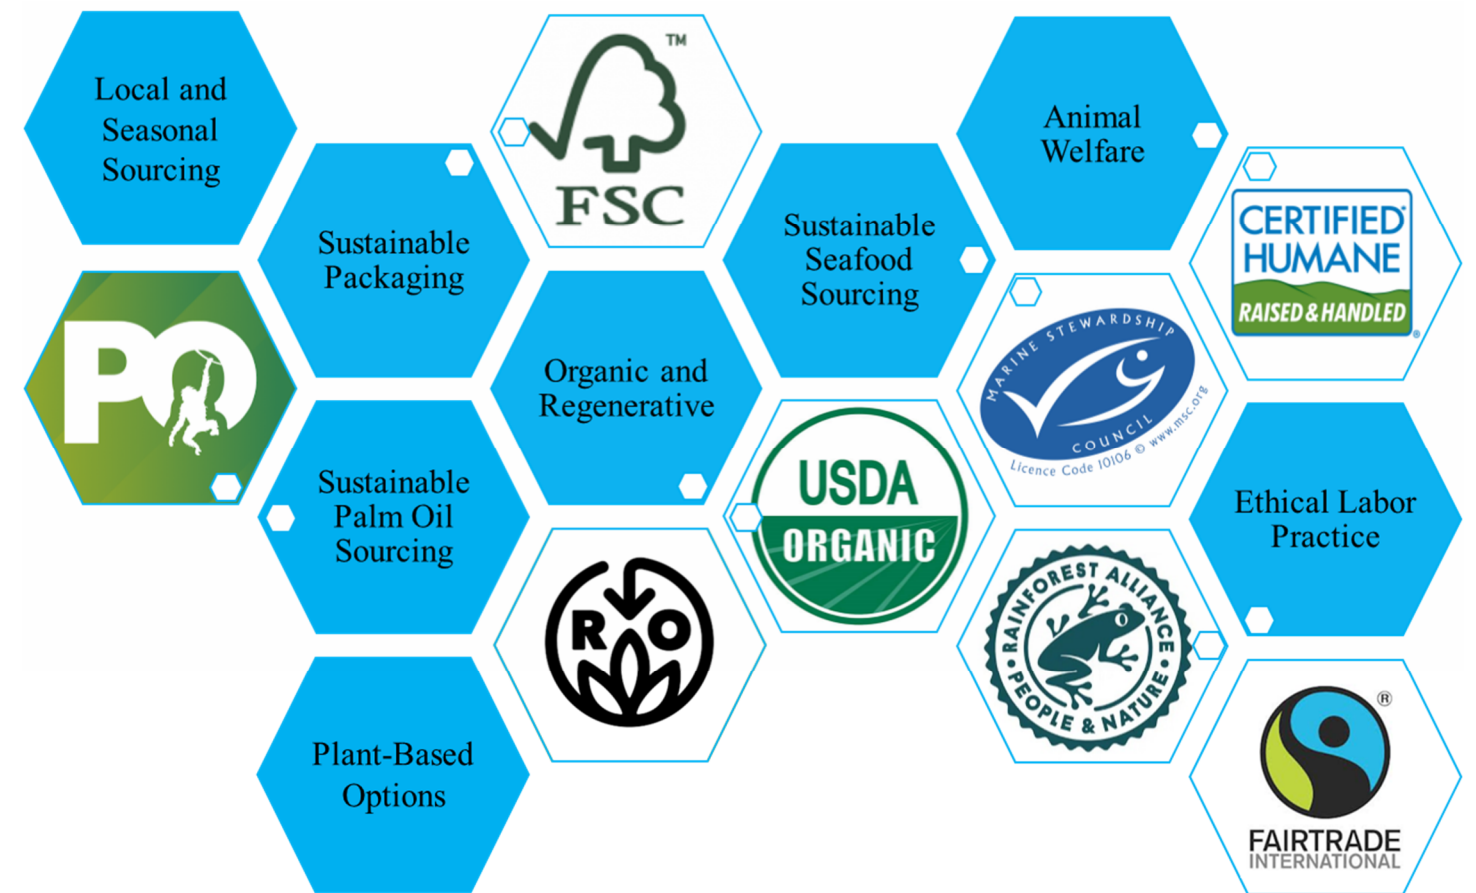 Local and
Seasonal
Sourcing
Sustainable
Packaging
™
FSC
Sustainable
Seafood
Sourcing
Animal
Welfare
CERTIFIED
HUMANE
RAISED & HANDLED
®
PO
Sustainable
Palm Oil
Sourcing
Organic and
Regenerative
USDA
ORGANIC
MARINE STEWARDSHIP
COUNCIL
Licence Code 10106 © www.msc.org
Ethical Labor
Practice
Plant-Based
Options
R O
RAINFOREST ALLIANCE
PEOPLE & NATURE
®
FAIRTRADE
INTERNATIONAL